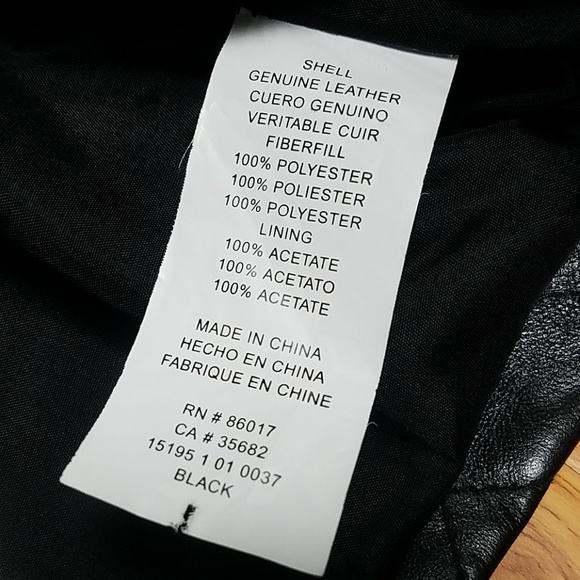 SHELL
GENUINE LEATHER
CUERO GENUINO
VERITABLE CUIR
FIBERFILL
100% POLYESTER
100% POLIESTER
100% POLYESTER
LINING
100% ACETATE
100% ACETATO
100% ACETATE
MADE IN CHINA
HECHO EN CHINA
FABRIQUE EN CHINE
RN # 86017
CA # 35682
15195 1 01 0037
BLACK